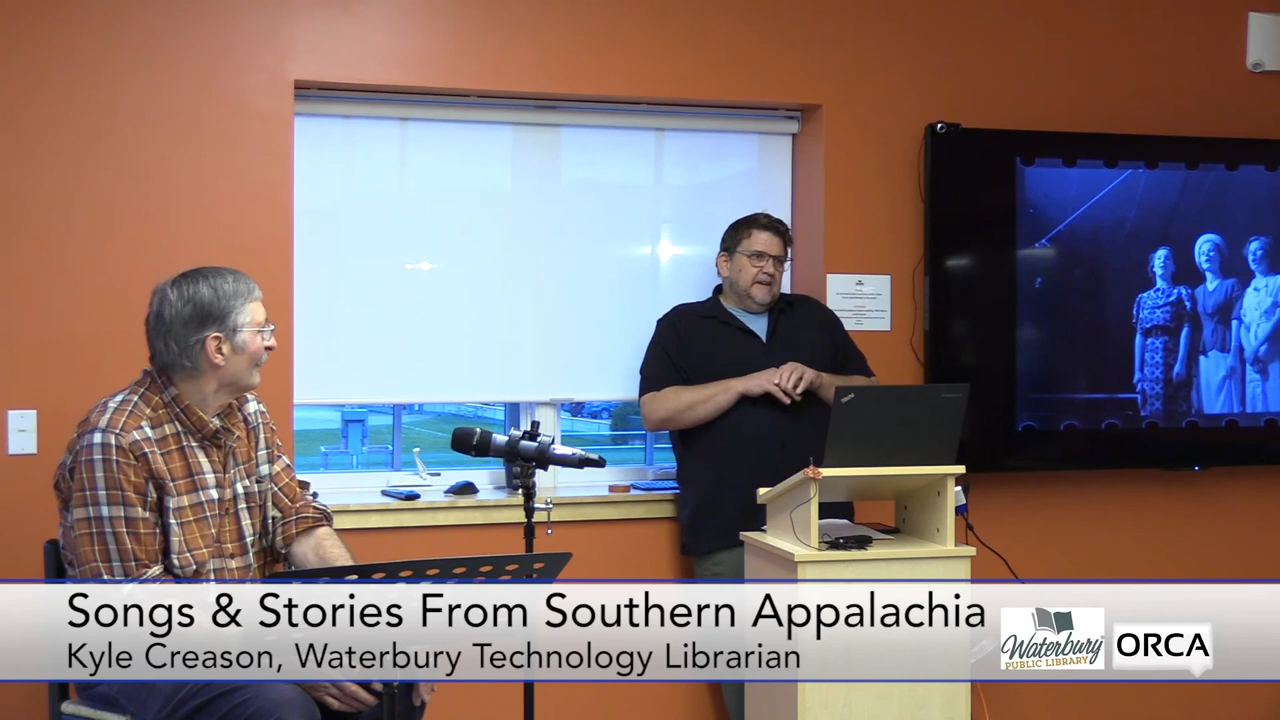 ThinkPad
Songs & Stories From Southern Appalachia
Kyle Creason, Waterbury Technology Librarian
Waterbury
PUBLIC LIBRARY
ORCA